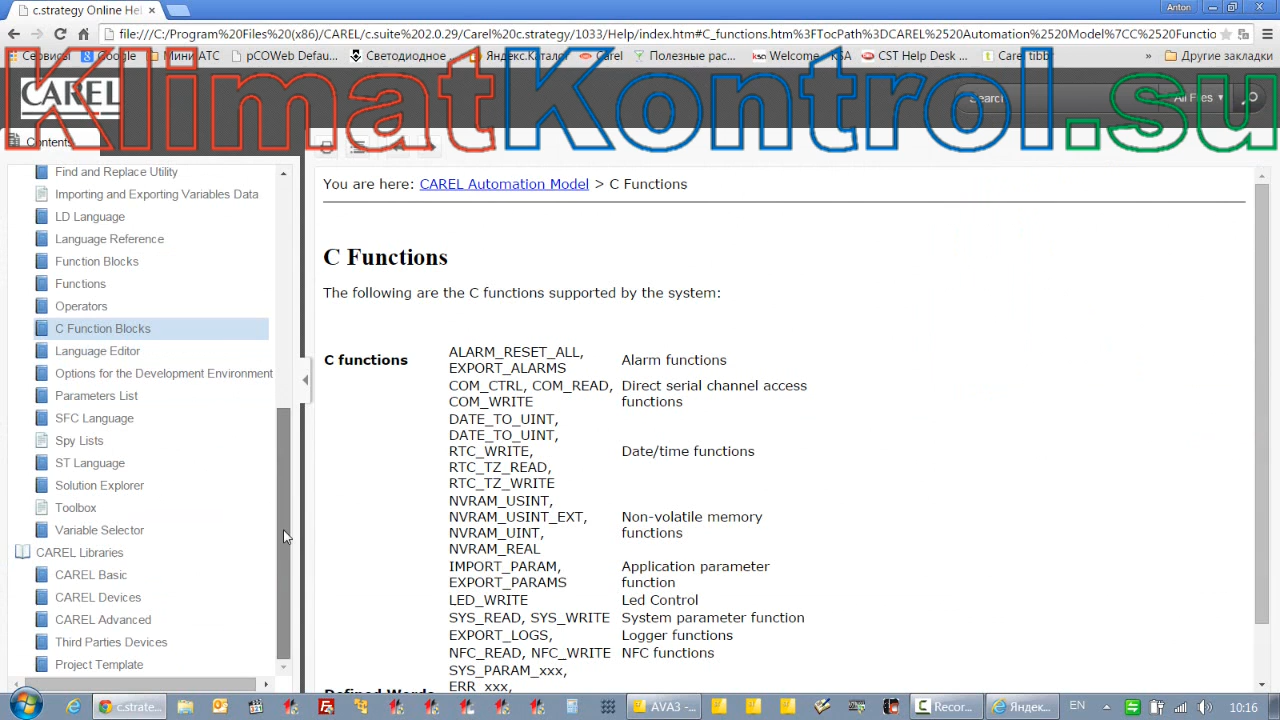 c.strategy Online Hel
Anton
file:///C:/Program%20Files%20(x86)/CAREL/c.suite%202.0.29/Carel%20c.strategy/1033/Help/index.htm#C_functions.htm%3FTocPath%3DCAREL%2520Automation%2520Model%7CC%2520Functio
Сервисы
Google
МиниАТС
pCOWeb Defau...
Светодиодное
Яндекс.Каталог
Carel
Полезные расс...
Welcome - KSA
CST Help Desk
Carel tibbi
»
Другие закладки
KlimatKontrol.su
CAREL
Search
All Files
Contents
Find and Replace Utility
Importing and Exporting Variables Data
LD Language
Language Reference
Function Blocks
Functions
Operators
C Function Blocks
Language Editor
Options for the Development Environment
Parameters List
SFC Language
Spy Lists
ST Language
Solution Explorer
Toolbox
Variable Selector
CAREL Libraries
CAREL Basic
CAREL Devices
CAREL Advanced
Third Parties Devices
Project Template
You are here: CAREL Automation Model > C Functions
C Functions
The following are the C functions supported by the system:
C functions
ALARM_RESET_ALL,
EXPORT_ALARMS
Alarm functions
COM_CTRL, COM_READ,
COM_WRITE
Direct serial channel access
functions
DATE_TO_UINT,
DATE_TO_UINT,
RTC_WRITE,
RTC_TZ_READ,
RTC_TZ_WRITE
Date/time functions
NVRAM_USINT,
NVRAM_USINT_EXT,
NVRAM_UINT,
NVRAM_REAL
Non-volatile memory
functions
IMPORT_PARAM,
EXPORT_PARAMS
Application parameter
function
LED_WRITE
Led Control
SYS_READ, SYS_WRITE
System parameter function
EXPORT_LOGS,
Logger functions
NFC_READ, NFC_WRITE
NFC functions
SYS_PARAM_xxx,
ERR_xxx,
Defined Words
c.strate...
AVA3 - ...
Recor...
Яндек...
EN
10:16